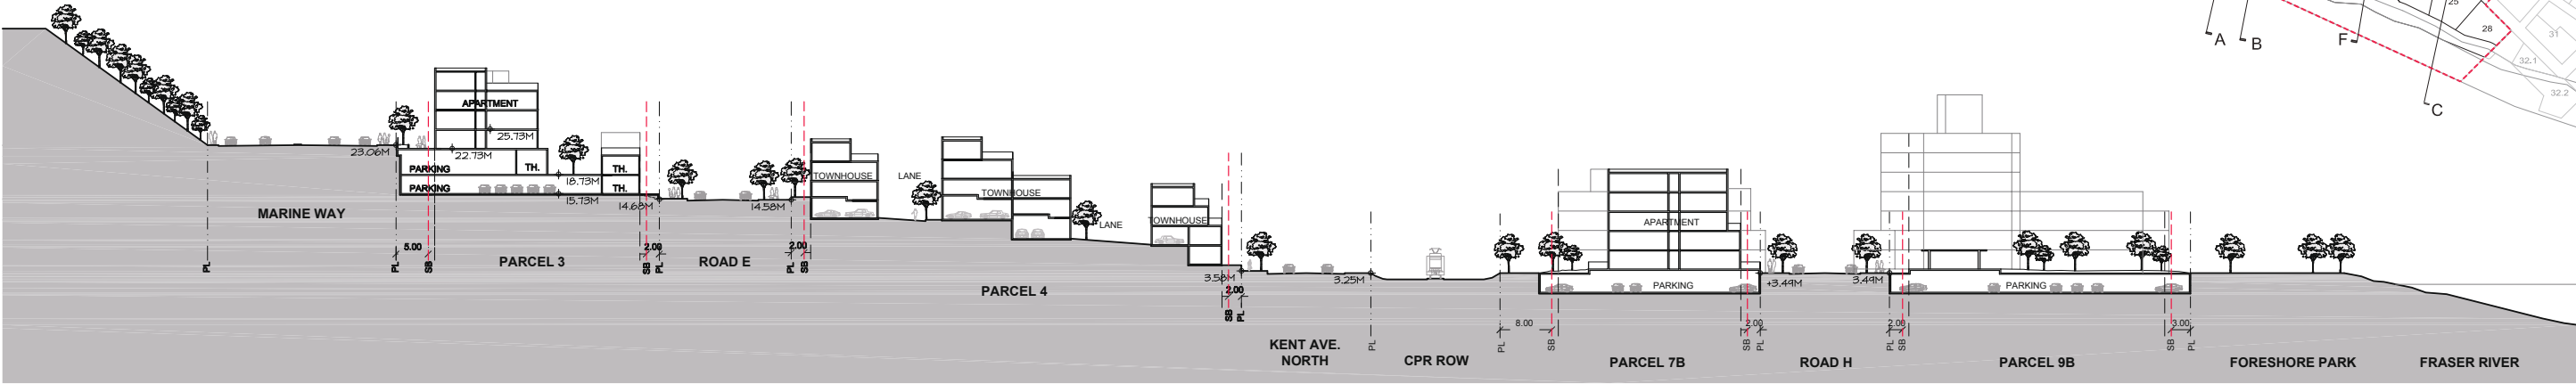 25
28
31
32.1
32.2
A
B
F
C
APARTMENT
25.73M
23.06M
22.73M
PARKING
TH.
TH.
18.73M
PARKING
TH.
15.73M
14.68M
14.58M
TOWNHOUSE
LANE
TOWNHOUSE
LANE
TOWNHOUSE
APARTMENT
MARINE WAY
5.00
2.00
2.00
PL
PL
SB
PARCEL 3
SB
PL
ROAD E
PL
SB
3.58M
2.00
SB
PL
PARCEL 4
3.25M
PARKING
+3.49M
3.49M
PARKING
8.00
2.00
2.00
3.00
KENT AVE.
NORTH
PL
CPR ROW
PL
SB
PARCEL 7B
SB
PL
ROAD H
PL
SB
PARCEL 9B
SB
PL
FORESHORE PARK
FRASER RIVER